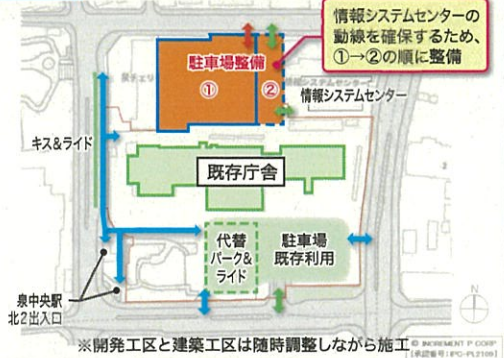 情報システムセンターの
動線を確保するため、
①→②の順に整備
駐車場整備
① ②
情報システムセンター
キス&ライド
既存庁舎
代替
パーク&
ライド
駐車場
既存利用
泉中央駅
北2出入口
N
※開発工区と建築工区は随時調整しながら施工
© INCREMENT P CORP